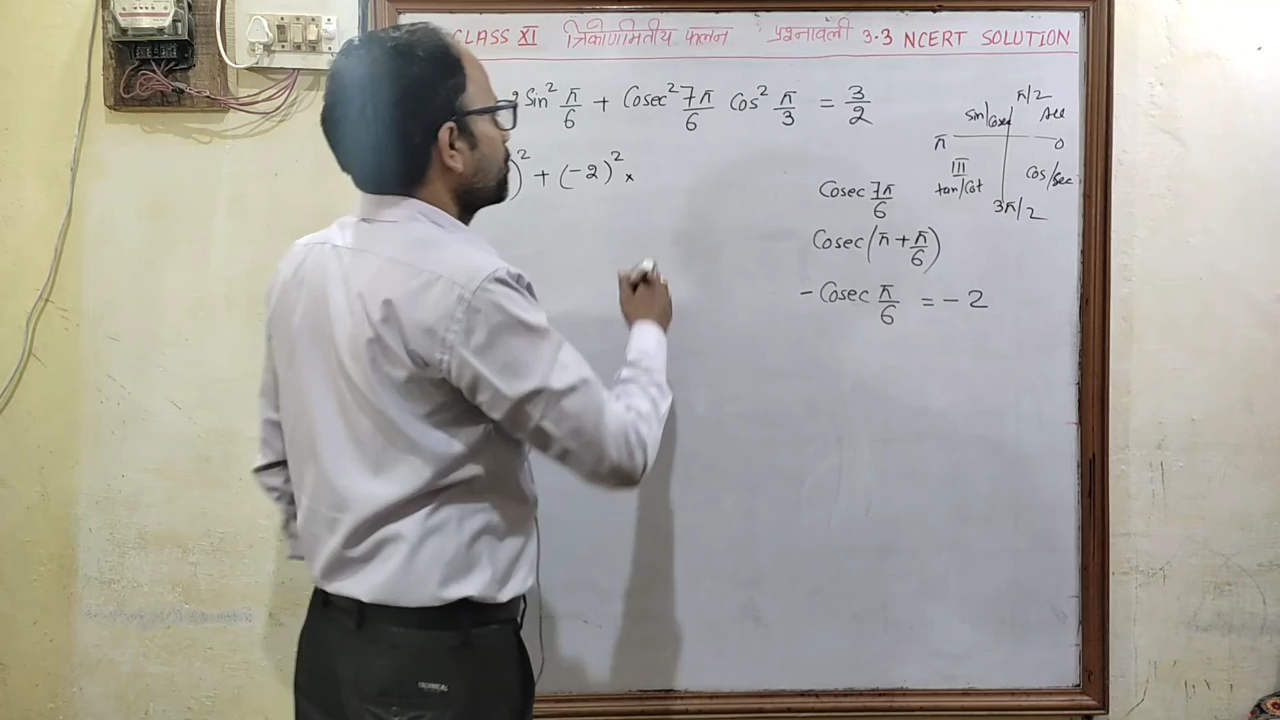 CLASS XI त्रिकोणमितीय फलन प्रश्नावली 3.3 NCERT SOLUTION
2 Sin² π/6 + Cosec² 7π/6 Cos² π/3 = 3/2
)² + (-2)² ×
π/2
sin/Cosec All
π 0
III
tan/Cot Cos/Sec
3π/2
Cosec 7π/6
Cosec(π + π/6)
- Cosec π/6 = - 2
TECHNICAL